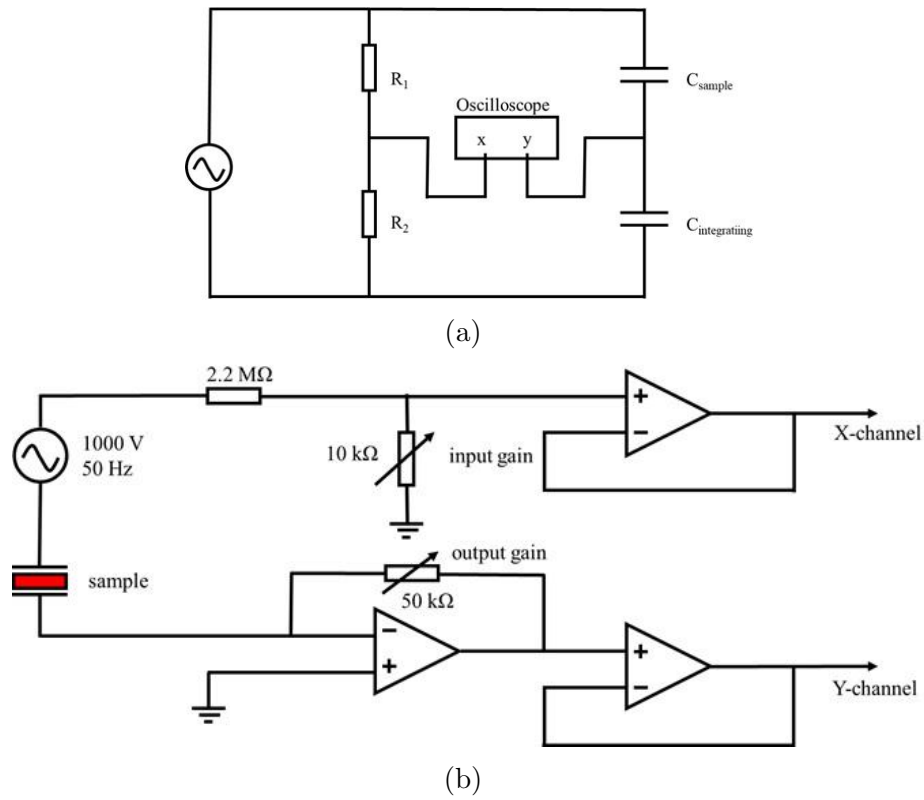 R1
Oscilloscope
x y
Csample
R2
Cintegratiing
(a)
2.2 MΩ
+
−
X-channel
1000 V
50 Hz
10 kΩ
input gain
output gain
sample
50 kΩ
−
+
+
−
Y-channel
(b)